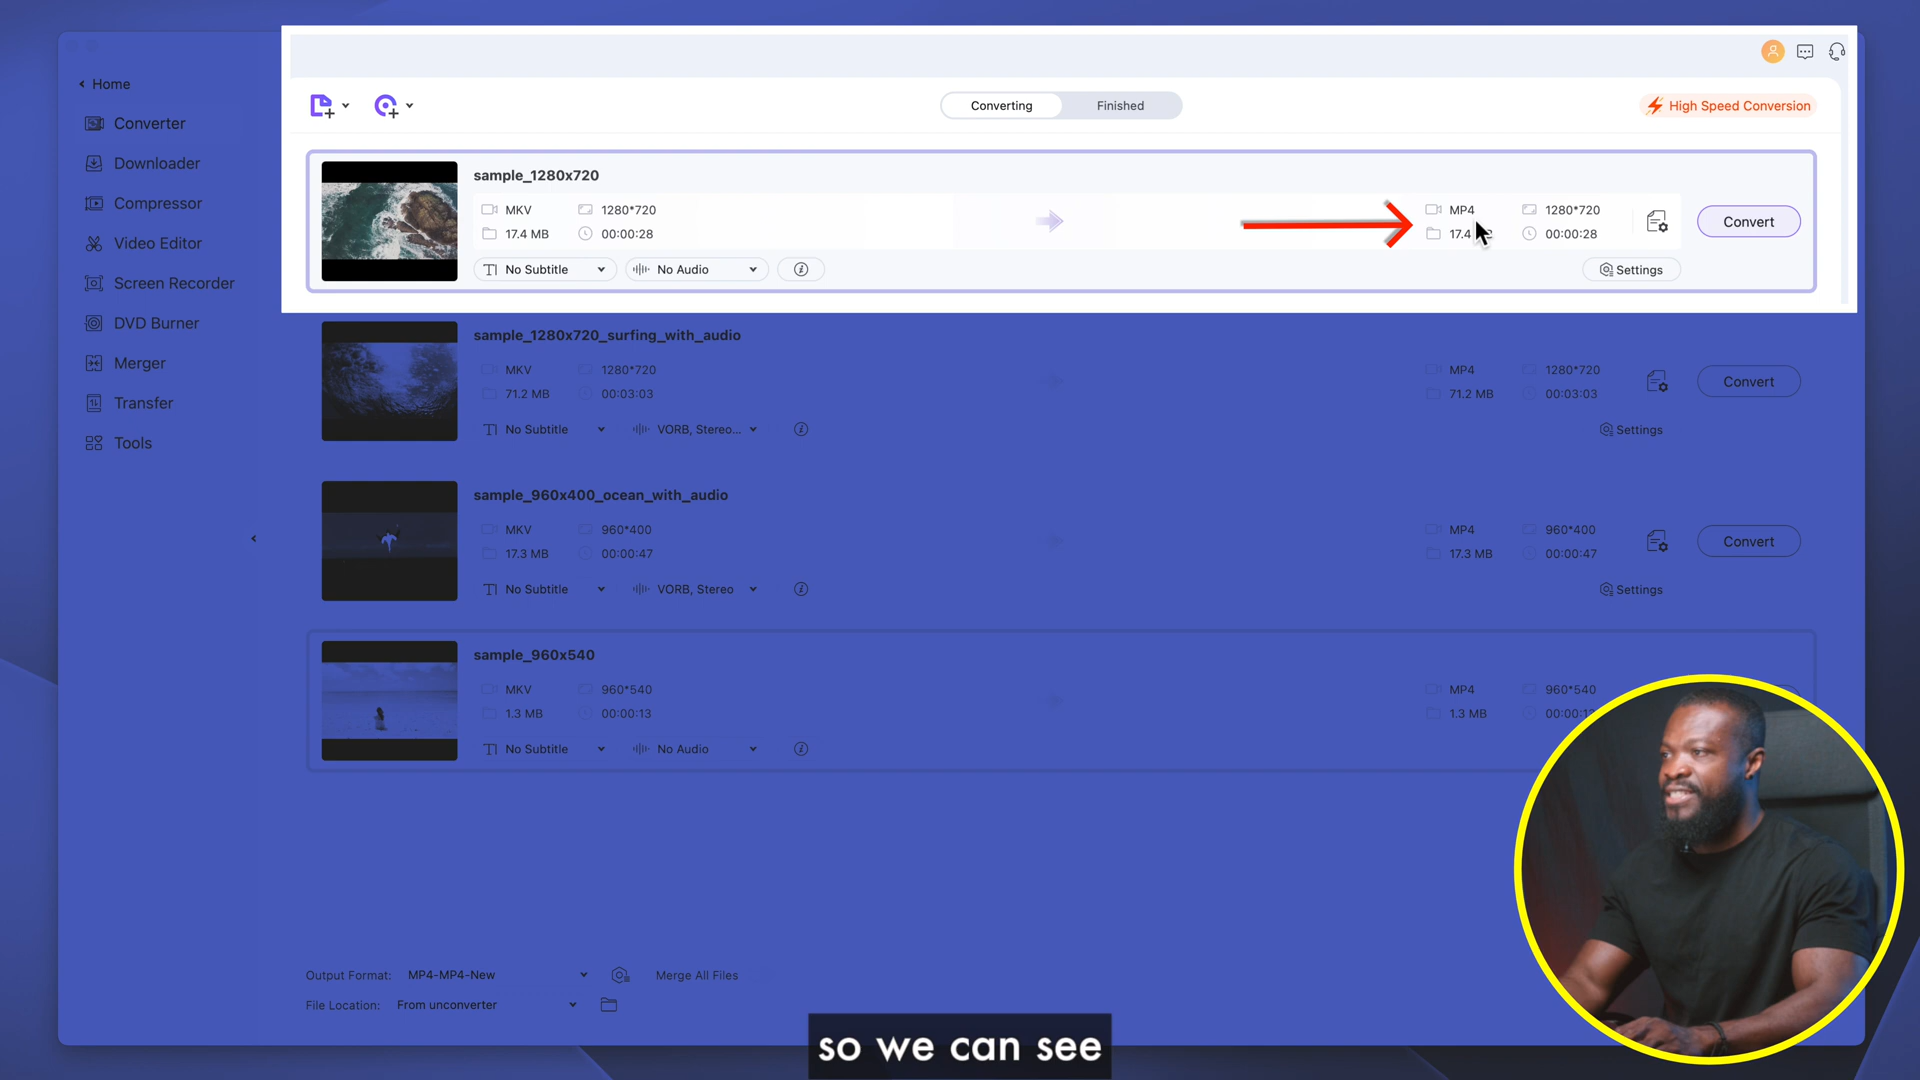 Home
Converter
Downloader
Compressor
Video Editor
Screen Recorder
DVD Burner
Merger
Transfer
Tools
Converting Finished
High Speed Conversion
sample_1280x720
MKV 1280*720 MP4 1280*720
17.4 MB 00:00:28 17.4 00:00:28
Convert
No Subtitle No Audio Settings
sample_1280x720_surfing_with_audio
MKV 1280*720 MP4 1280*720
71.2 MB 00:03:03 71.2 MB 00:03:03
Convert
No Subtitle VORB, Stereo... Settings
sample_960x400_ocean_with_audio
MKV 960*400 MP4 960*400
17.3 MB 00:00:47 17.3 MB 00:00:47
Convert
No Subtitle VORB, Stereo Settings
sample_960x540
MKV 960*540 MP4 960*540
1.3 MB 00:00:13 1.3 MB
No Subtitle No Audio
Output Format: MP4-MP4-New Merge All Files
File Location: From unconverter
so we can see